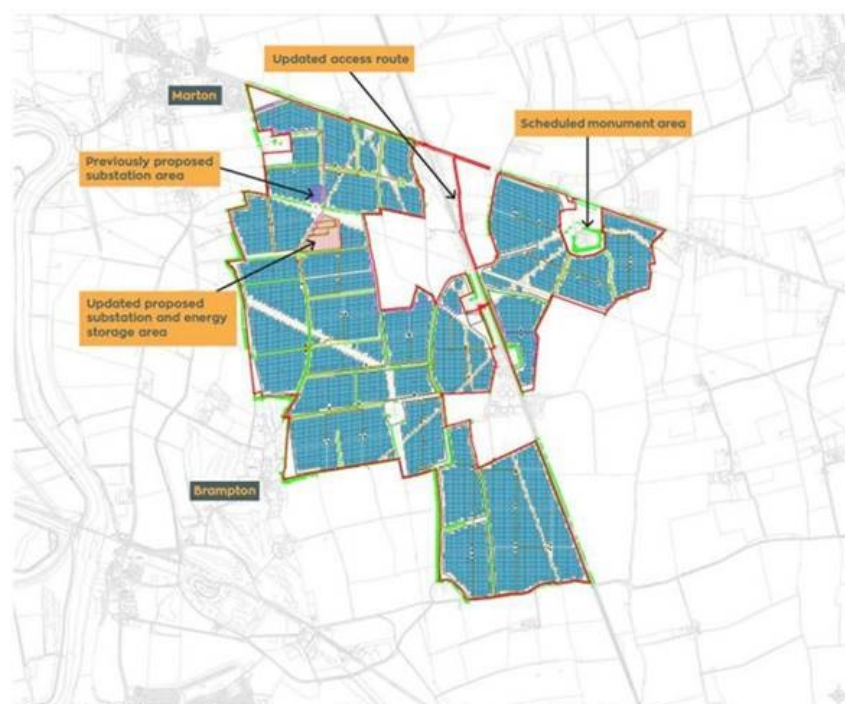 Updated access route
Marton
Scheduled monument area
Previously proposed
substation area
Updated proposed
substation and energy
storage area
Brampton